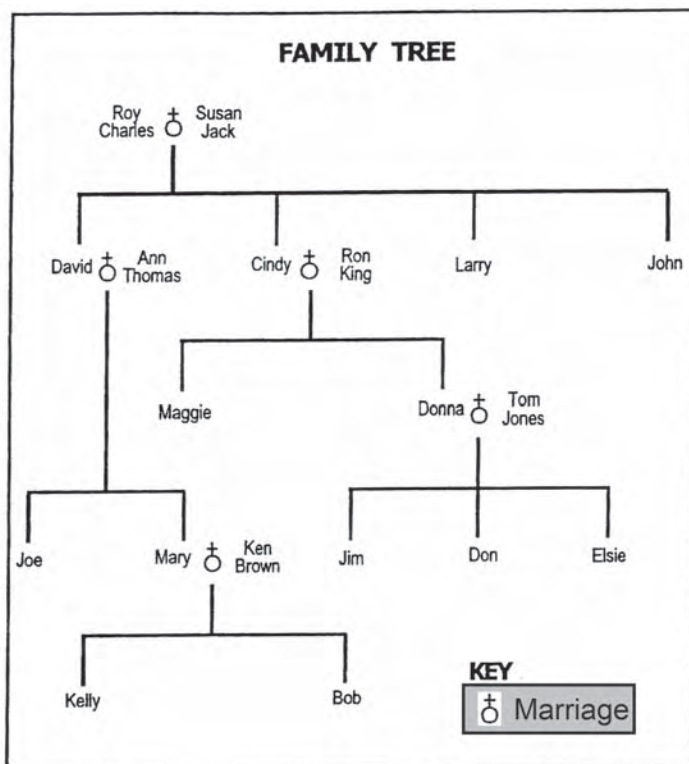 FAMILY TREE
Roy Charles
Susan Jack
David
Ann Thomas
Cindy
Ron King
Larry
John
Maggie
Donna
Tom Jones
Joe
Mary
Ken Brown
Jim
Don
Elsie
Kelly
Bob
KEY
Marriage